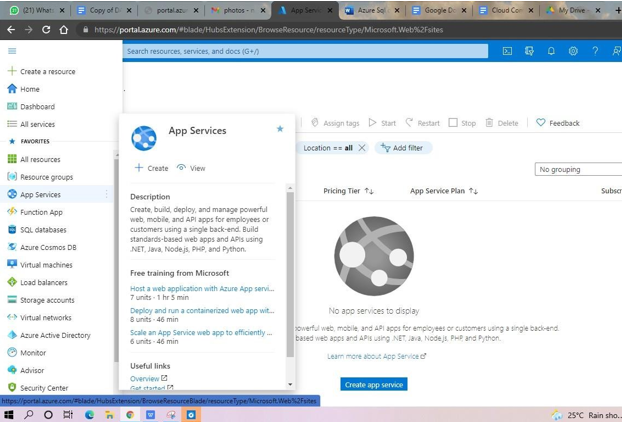 (21) Whats
Copy of D
portal.azur
photos - n
App Servi
Azure Sql
Google Do
Cloud Com
My Drive
https://portal.azure.com/#blade/HubsExtension/BrowseResource/resourceType/Microsoft.Web%2Fsites
Search resources, services, and docs (G+/)
Create a resource
Home
Dashboard
All services
FAVORITES
All resources
Resource groups
App Services
Function App
SQL databases
Azure Cosmos DB
Virtual machines
Load balancers
Storage accounts
Virtual networks
Azure Active Directory
Monitor
Advisor
Security Center
App Services
Create View
Description
Create, build, deploy, and manage powerful
web, mobile, and API apps for employees or
customers using a single back-end. Build
standards-based web apps and APIs using
.NET, Java, Node.js, PHP, and Python.
Free training from Microsoft
Host a web application with Azure App servi...
7 units · 1 hr 5 min
Deploy and run a containerized web app wit...
8 units · 46 min
Scale an App Service web app to efficiently ...
6 units · 46 min
Useful links
Overview
Get started
Assign tags Start Restart Stop Delete Feedback
Location == all Add filter
No grouping
Pricing Tier App Service Plan Subscr
No app services to display
powerful web, mobile, and API apps for employees or customers using a single back-end.
based web apps and APIs using .NET, Java, Node.js, PHP, and Python.
Learn more about App Service
Create app service
https://portal.azure.com/#blade/HubsExtension/BrowseResourceBlade/resourceType/Microsoft.Web%2Fsites
25°C Rain sho...